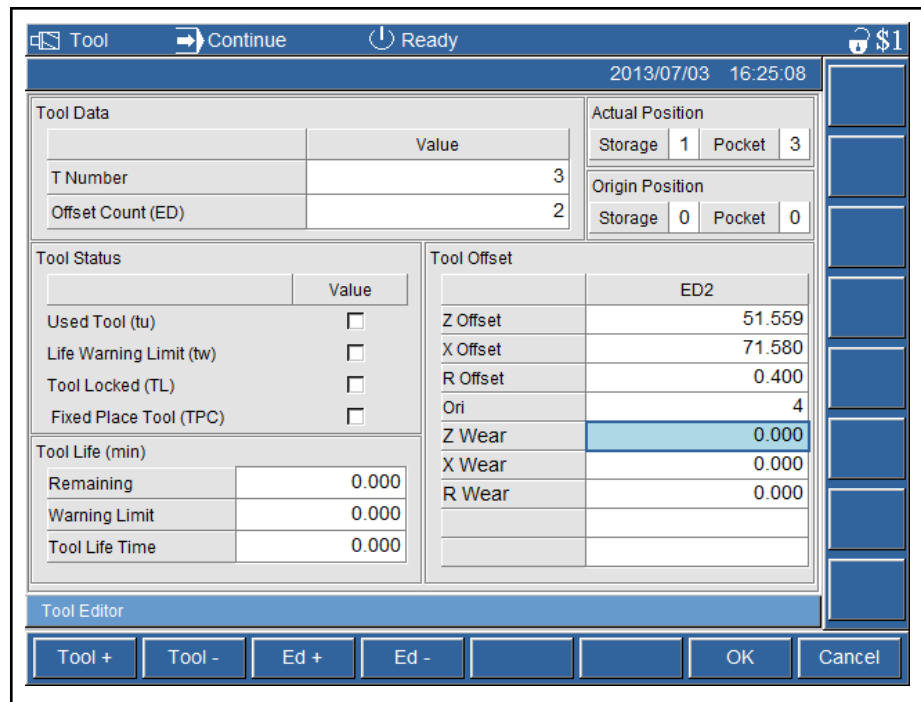 Tool Continue Ready $1
2013/07/03 16:25:08
Tool Data
Value
T Number 3
Offset Count (ED) 2
Actual Position
Storage 1 Pocket 3
Origin Position
Storage 0 Pocket 0
Tool Status
Value
Used Tool (tu)
Life Warning Limit (tw)
Tool Locked (TL)
Fixed Place Tool (TPC)
Tool Life (min)
Remaining 0.000
Warning Limit 0.000
Tool Life Time 0.000
Tool Offset
ED2
Z Offset 51.559
X Offset 71.580
R Offset 0.400
Ori 4
Z Wear 0.000
X Wear 0.000
R Wear 0.000
Tool Editor
Tool + Tool - Ed + Ed - OK Cancel